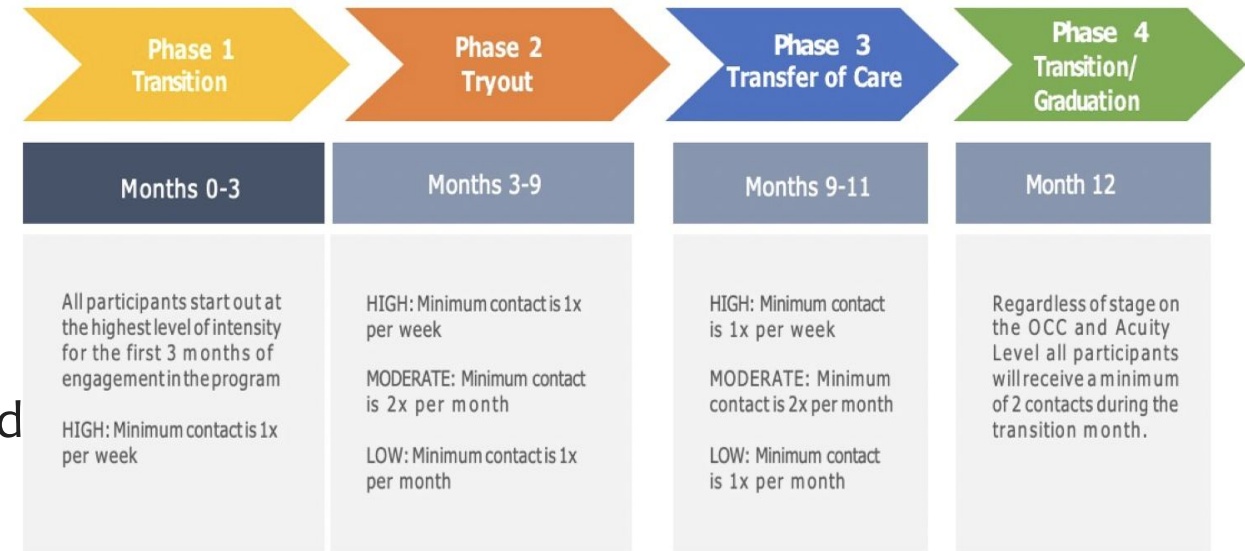 Phase 1
Transition
Phase 2
Tryout
Phase 3
Transfer of Care
Phase 4
Transition/
Graduation
Months 0-3
Months 3-9
Months 9-11
Month 12
All participants start out at
the highest level of intensity
for the first 3 months of
engagement in the program
HIGH: Minimum contact is 1x
per week
HIGH: Minimum contact is 1x
per week
MODERATE: Minimum contact
is 2x per month
LOW: Minimum contact is 1x
per month
HIGH: Minimum contact
is 1x per week
MODERATE: Minimum
contact is 2x per month
LOW: Minimum contact
is 1x per month
Regardless of stage on
the OCC and Acuity
Level all participants
will receive a minimum
of 2 contacts during the
transition month.
d